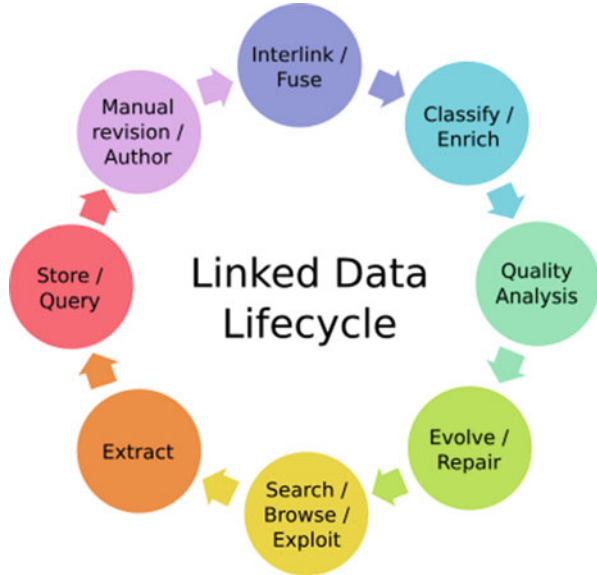 Interlink /
Fuse
Classify /
Enrich
Quality
Analysis
Evolve /
Repair
Search /
Browse /
Exploit
Extract
Store /
Query
Manual
revision /
Author
Linked Data
Lifecycle